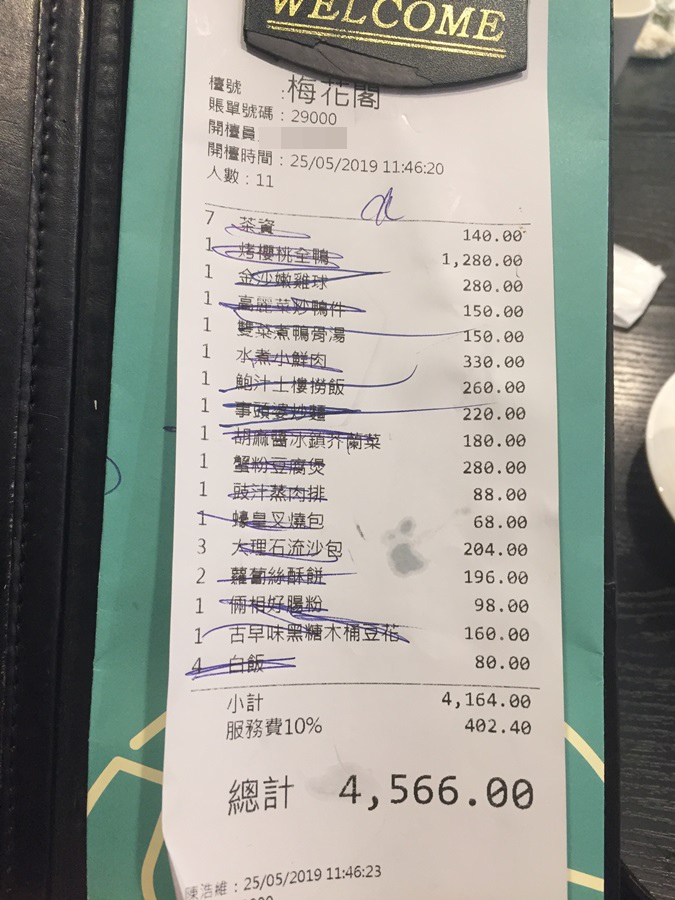 WELCOME
檯號 : 梅花閣
賬單號碼 : 29000
開檯員
開檯時間 : 25/05/2019 11:46:20
人數 : 11
7 茶資 140.00
1 烤櫻桃全鴨 1,280.00
1 金沙嫩雞球 280.00
1 高麗菜炒鴨件 150.00
1 雙菜煮鴨骨湯 150.00
1 水煮小鮮肉 330.00
1 鮑汁土樓撈飯 260.00
1 事頭婆炒麵 220.00
1 胡麻醬冰鎮芥蘭菜 180.00
1 蟹粉豆腐煲 280.00
1 豉汁蒸肉排 88.00
1 蠔皇叉燒包 68.00
3 大理石流沙包 204.00
2 蘿蔔絲酥餅 196.00
1 倆相好腸粉 98.00
1 古早味黑糖木桶豆花 160.00
4 白飯 80.00
小計 4,164.00
服務費10% 402.40
總計 4,566.00
陳浩維 : 25/05/2019 11:46:23